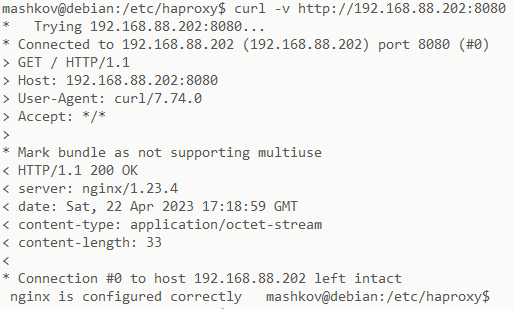 mashkov@debian:/etc/haproxy$ curl -v http://192.168.88.202:8080
*   Trying 192.168.88.202:8080...
* Connected to 192.168.88.202 (192.168.88.202) port 8080 (#0)
> GET / HTTP/1.1
> Host: 192.168.88.202:8080
> User-Agent: curl/7.74.0
> Accept: */*
>
* Mark bundle as not supporting multiuse
< HTTP/1.1 200 OK
< server: nginx/1.23.4
< date: Sat, 22 Apr 2023 17:18:59 GMT
< content-type: application/octet-stream
< content-length: 33
<
* Connection #0 to host 192.168.88.202 left intact
 nginx is configured correctly   mashkov@debian:/etc/haproxy$